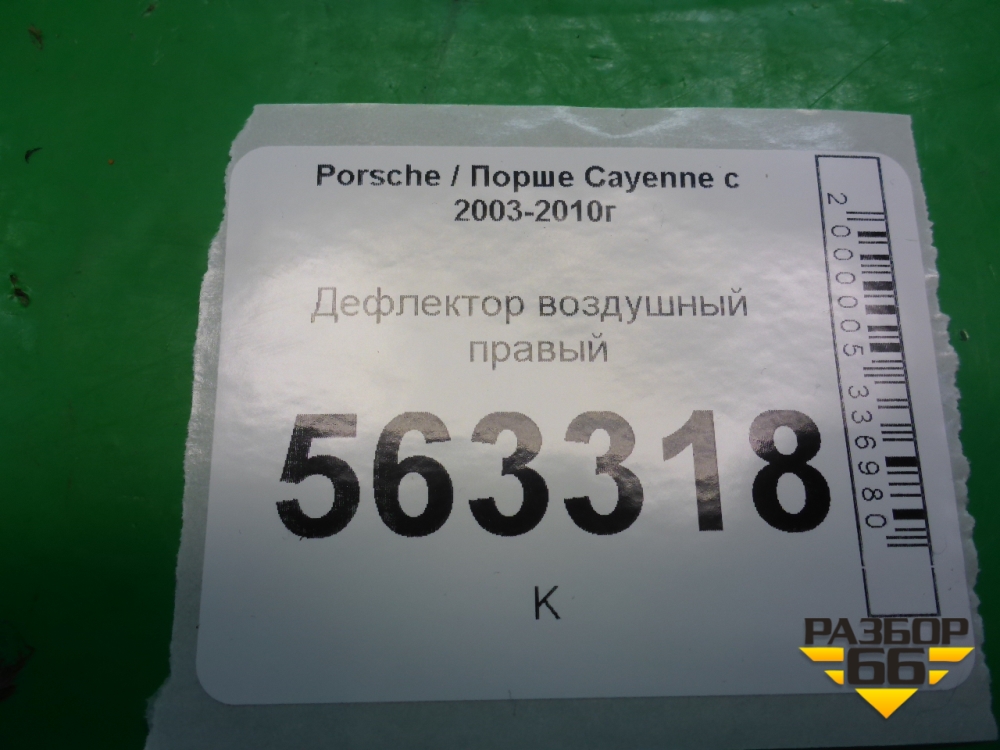 Porsche / Порше Cayenne с
2003-2010г
Дефлектор воздушный
правый
563318
К
2000005336980
РАЗБОР
66